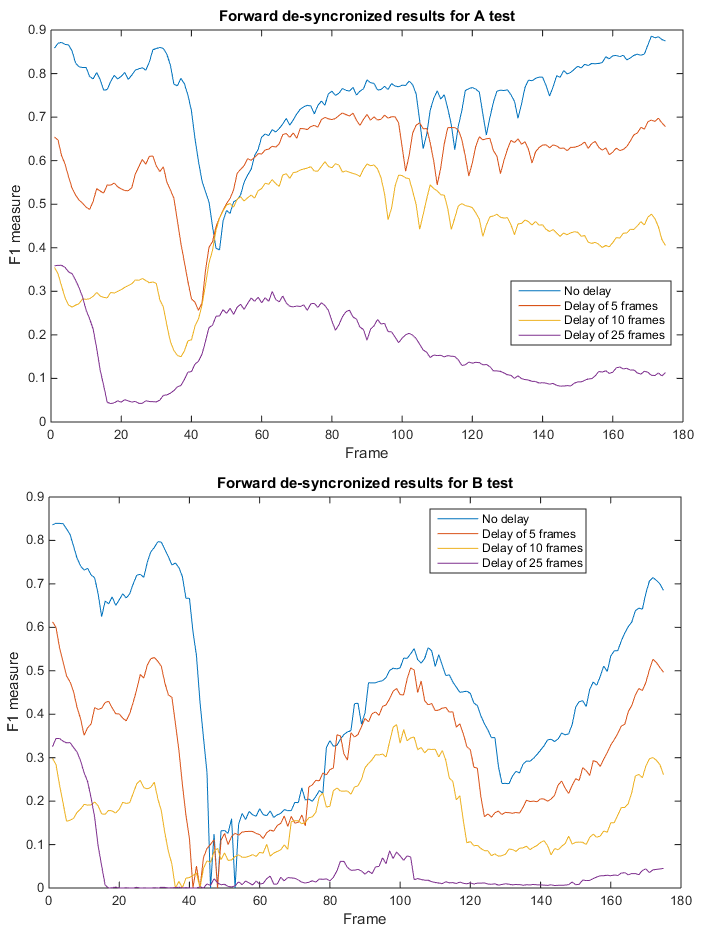 Forward de-syncronized results for A test
0.9
0.8
0.7
0.6
0.5
0.4
0.3
0.2
0.1
0
F1 measure
No delay
Delay of 5 frames
Delay of 10 frames
Delay of 25 frames
0 20 40 60 80 100 120 140 160 180
Frame
Forward de-syncronized results for B test
0.9
0.8
0.7
0.6
0.5
0.4
0.3
0.2
0.1
0
F1 measure
No delay
Delay of 5 frames
Delay of 10 frames
Delay of 25 frames
0 20 40 60 80 100 120 140 160 180
Frame